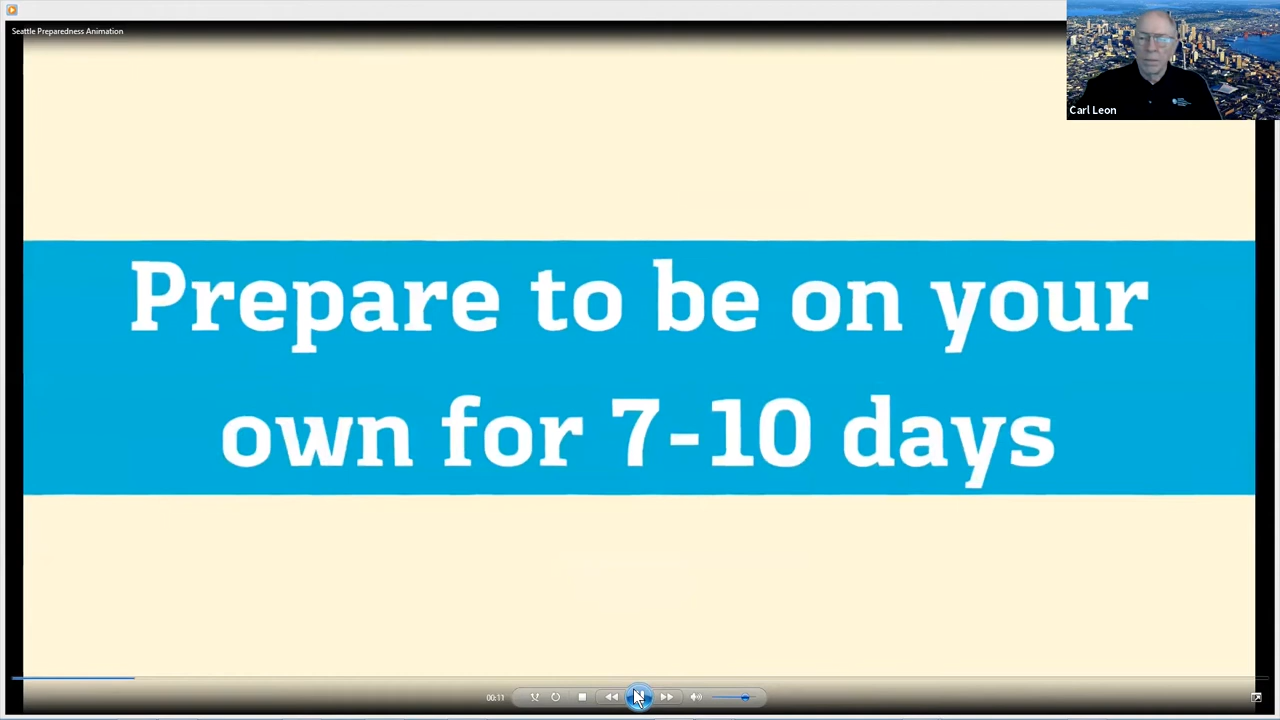 Seattle Preparedness Animation
Carl Leon
Prepare to be on your
own for 7-10 days
00:11